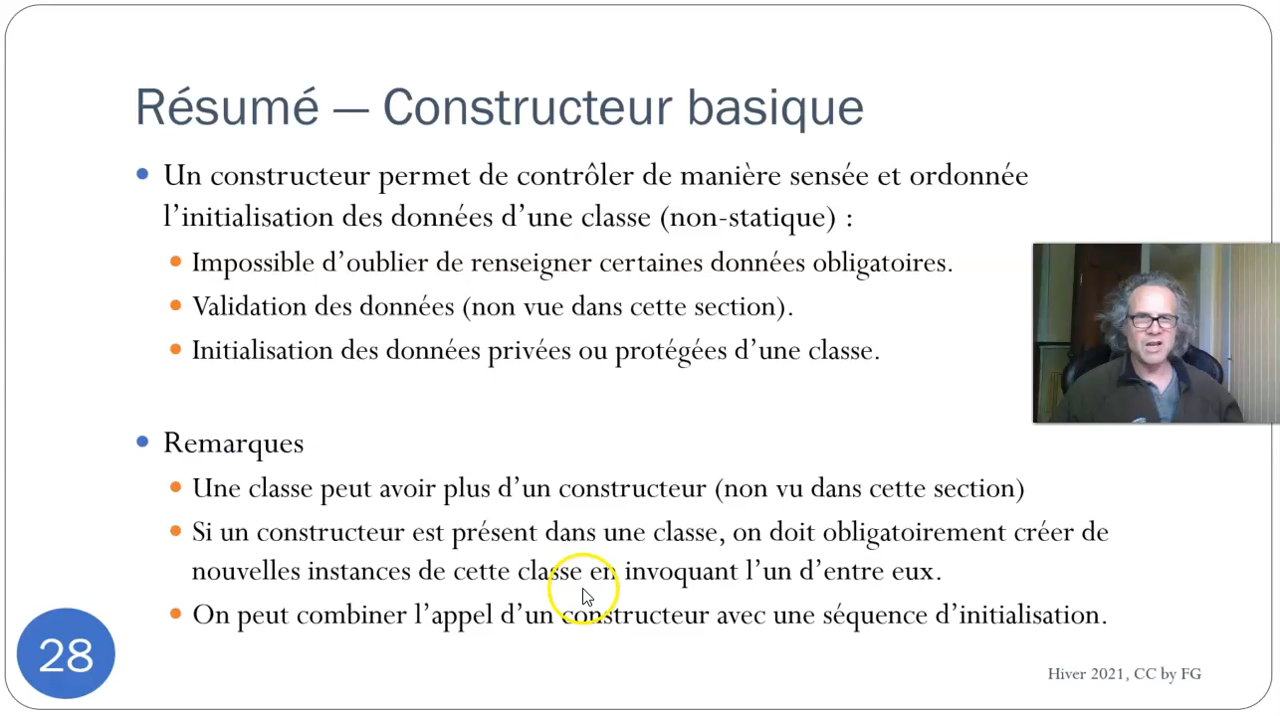 Résumé — Constructeur basique
• Un constructeur permet de contrôler de manière sensée et ordonnée
l’initialisation des données d’une classe (non-statique) :
• Impossible d’oublier de renseigner certaines données obligatoires.
• Validation des données (non vue dans cette section).
• Initialisation des données privées ou protégées d’une classe.
• Remarques
• Une classe peut avoir plus d’un constructeur (non vu dans cette section)
• Si un constructeur est présent dans une classe, on doit obligatoirement créer de
nouvelles instances de cette classe en invoquant l’un d’entre eux.
• On peut combiner l’appel d’un constructeur avec une séquence d’initialisation.
28
Hiver 2021, CC by FG